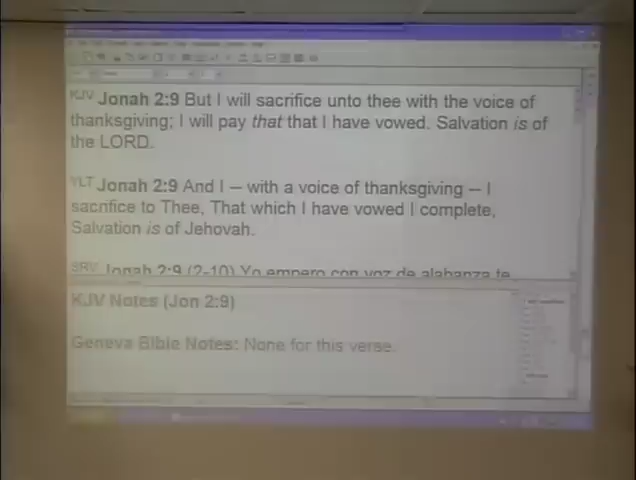 KJV Jonah 2:9 But I will sacrifice unto thee with the voice of
thanksgiving; I will pay that that I have vowed. Salvation is of
the LORD.
YLT Jonah 2:9 And I – with a voice of thanksgiving – I
sacrifice to Thee, That which I have vowed I complete,
Salvation is of Jehovah.
SRV Jonah 2:9 (2-10) Yo empero con voz de alabanza te
KJV Notes (Jon 2:9)
Geneva Bible Notes: None for this verse.